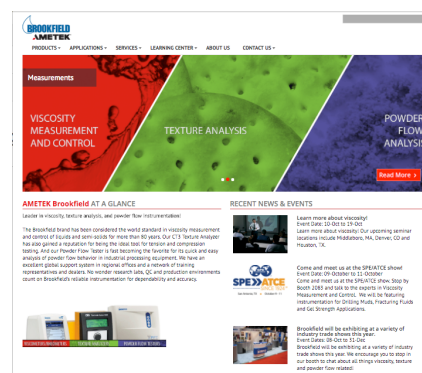 BROOKFIELD
AMETEK
PRODUCTS APPLICATIONS SERVICES LEARNING CENTER ABOUT US CONTACT US
Measurements
VISCOSITY
MEASUREMENT
AND CONTROL
TEXTURE ANALYSIS
POWDER
FLOW
ANALYSIS
Read More >
AMETEK Brookfield AT A GLANCE
Leader in viscosity, texture analysis, and powder flow instrumentations!
The Brookfield brand has been considered the world standard in viscosity measurement
and control of liquids and semi-solids for more than 80 years. Our CT3 Texture Analyzer
has also gained a reputation for being the ideal tool for tension and compression
testing. And our Powder Flow Tester is fast becoming the favorite for its quick and easy
analysis of powder flow behavior in industrial processing equipment. We have an
excellent global support system in regional offices and a network of training
representatives and dealers. No wonder research labs, QC and production environments
count on Brookfield's reliable instrumentation for dependability and accuracy.
RECENT NEWS & EVENTS
Learn more about viscosity!
Event Date: 10-Oct to 19-Oct
Learn more about viscosity! Our upcoming seminar
locations include Middleboro, MA, Denver, CO and
Houston, TX.
SPE ATCE
Come and meet us at the SPE/ATCE show!
Event Date: 09-October to 11-October
Come and meet us at the SPE/ATCE show. Stop by
Booth 2085 and talk to the experts in Viscosity
Measurement and Control. We will be featuring
instrumentation for Drilling Muds, Fracturing Fluids
and Gel Strength Applications.
Brookfield will be exhibiting at a variety of
industry trade shows this year.
Event Date: 06-Oct to 31-Dec
Brookfield will be exhibiting at a variety of industry
trade shows this year. We encourage you to stop in
our booth to chat about all things viscosity, texture
and powder flow related!